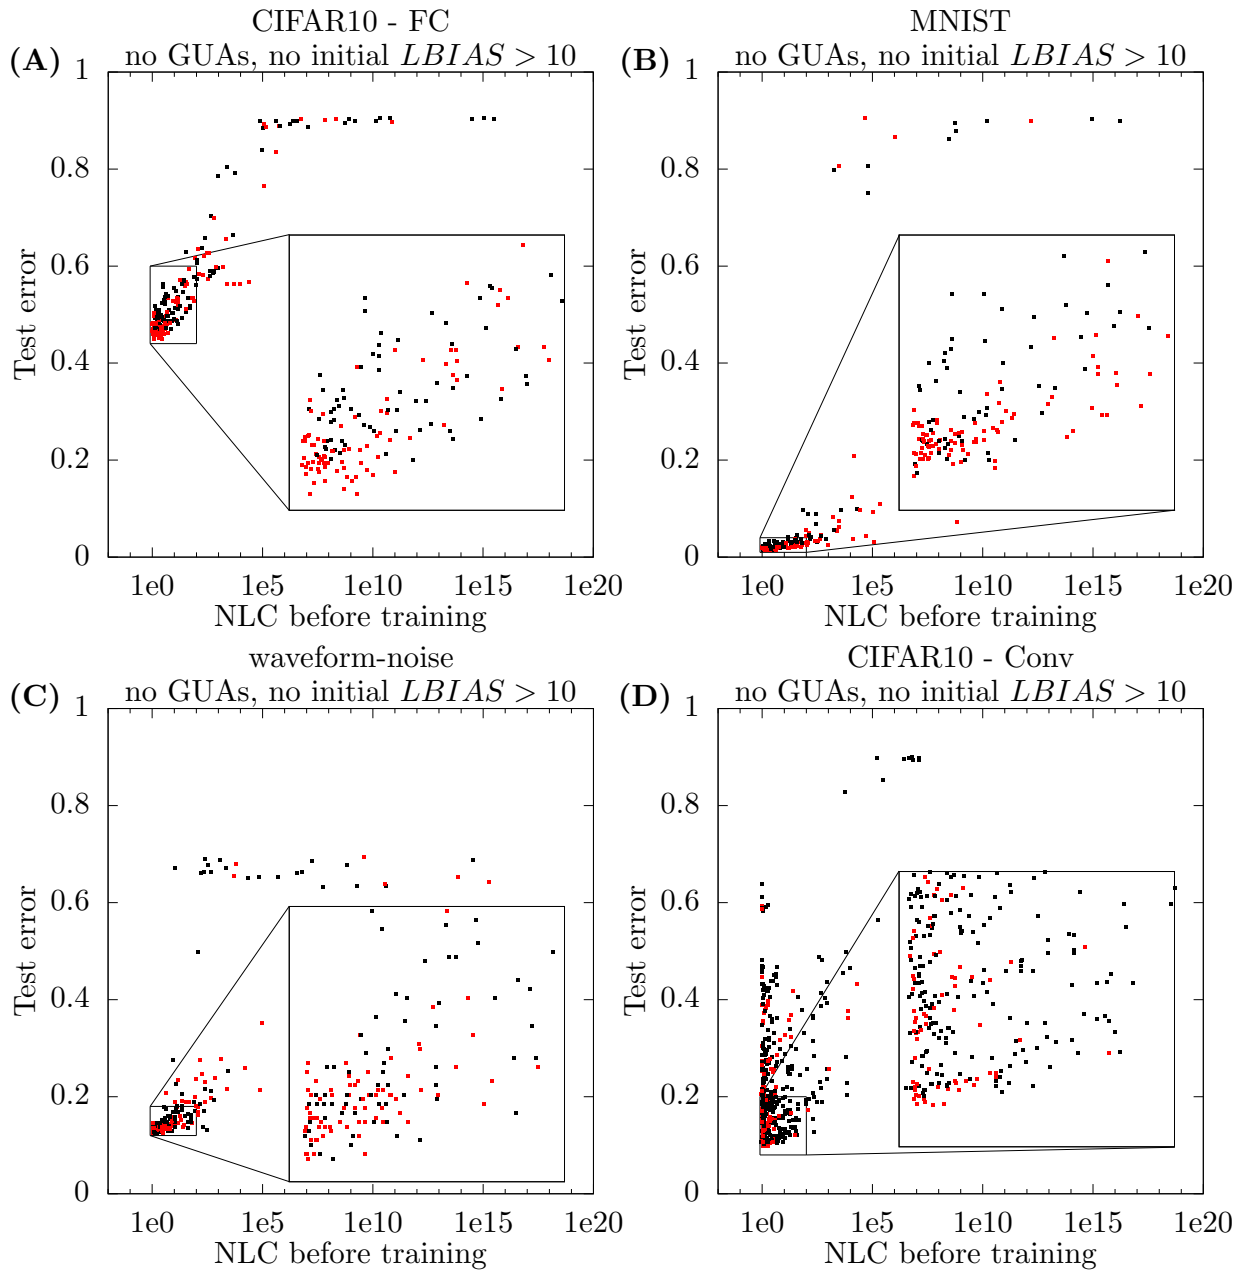 CIFAR10 - FC
(A) no GUAs, no initial LBIAS > 10
1
0.8
0.6
0.4
0.2
0
Test error
1e0 1e5 1e10 1e15 1e20
NLC before training
MNIST
(B) no GUAs, no initial LBIAS > 10
1
0.8
0.6
0.4
0.2
0
Test error
1e0 1e5 1e10 1e15 1e20
NLC before training
waveform-noise
(C) no GUAs, no initial LBIAS > 10
1
0.8
0.6
0.4
0.2
0
Test error
1e0 1e5 1e10 1e15 1e20
NLC before training
CIFAR10 - Conv
(D) no GUAs, no initial LBIAS > 10
1
0.8
0.6
0.4
0.2
0
Test error
1e0 1e5 1e10 1e15 1e20
NLC before training